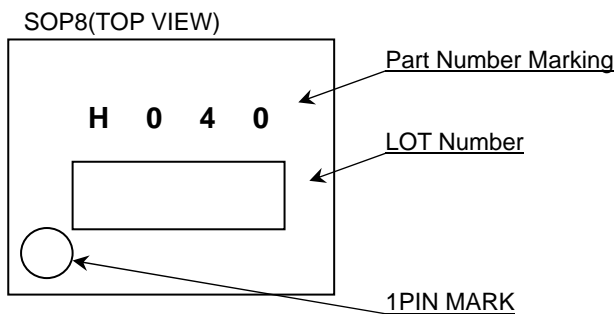 SOP8(TOP VIEW)
Part Number Marking
H 0 4 0
LOT Number
1PIN MARK